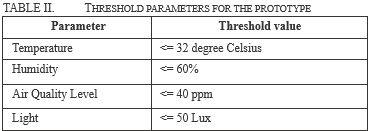 TABLE II. THRESHOLD PARAMETERS FOR THE PROTOTYPE
Parameter Threshold value
Temperature <= 32 degree Celsius
Humidity <= 60%
Air Quality Level <= 40 ppm
Light <= 50 Lux